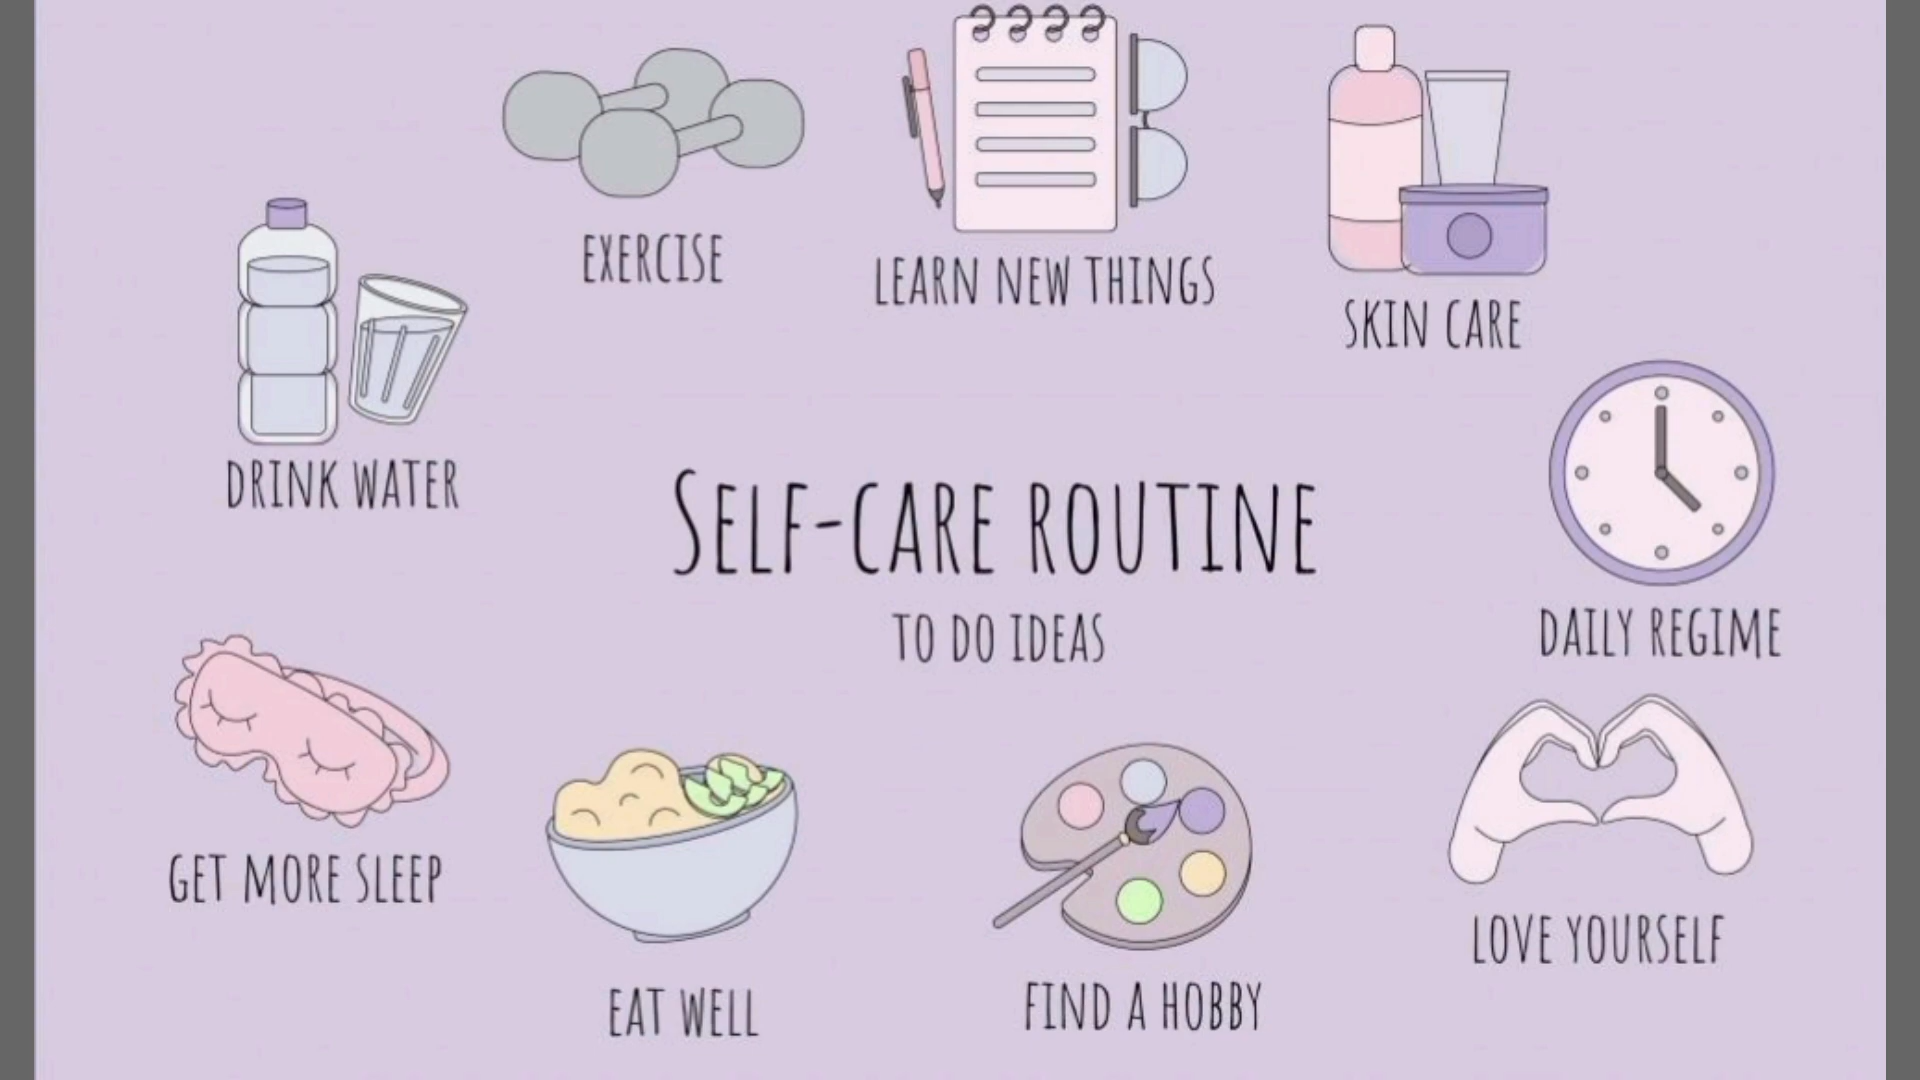 EXERCISE
LEARN NEW THINGS
SKIN CARE
DRINK WATER
SELF-CARE ROUTINE
TO DO IDEAS
DAILY REGIME
GET MORE SLEEP
EAT WELL
FIND A HOBBY
LOVE YOURSELF